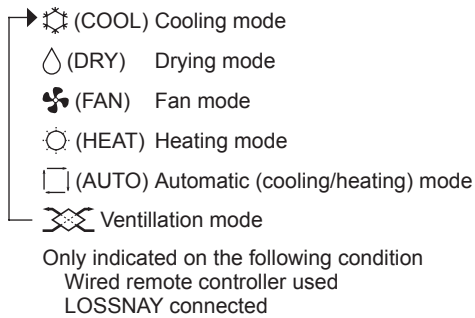 (COOL) Cooling mode
(DRY) Drying mode
(FAN) Fan mode
(HEAT) Heating mode
(AUTO) Automatic (cooling/heating) mode
Ventillation mode
Only indicated on the following condition
Wired remote controller used
LOSSNAY connected